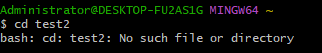 Administrator@DESKTOP-FU2AS1G MINGW64 ~
$ cd test2
bash: cd: test2: No such file or directory